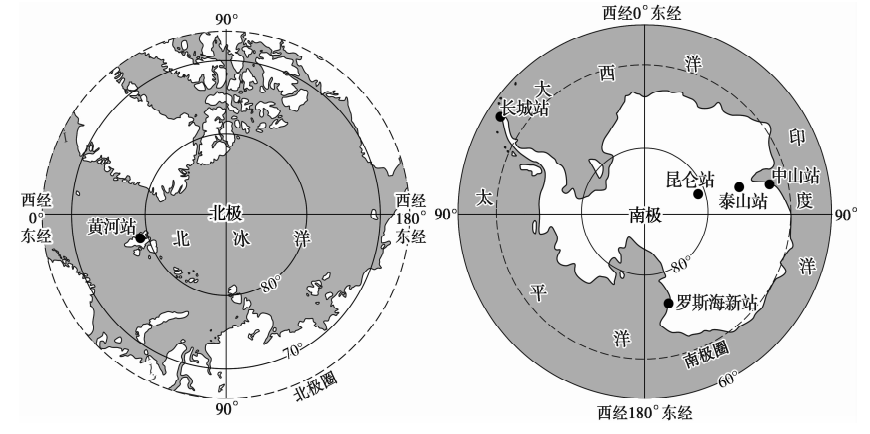 90°
西经
0°
东经
黄河站
北极
北冰洋
西经
180°
东经
80°
70°
北极圈
90°
西经0°东经
大西洋
长城站
印度洋
中山站
昆仑站
泰山站
太平洋
90°
南极
90°
80°
罗斯海新站
南极圈
60°
西经180°东经